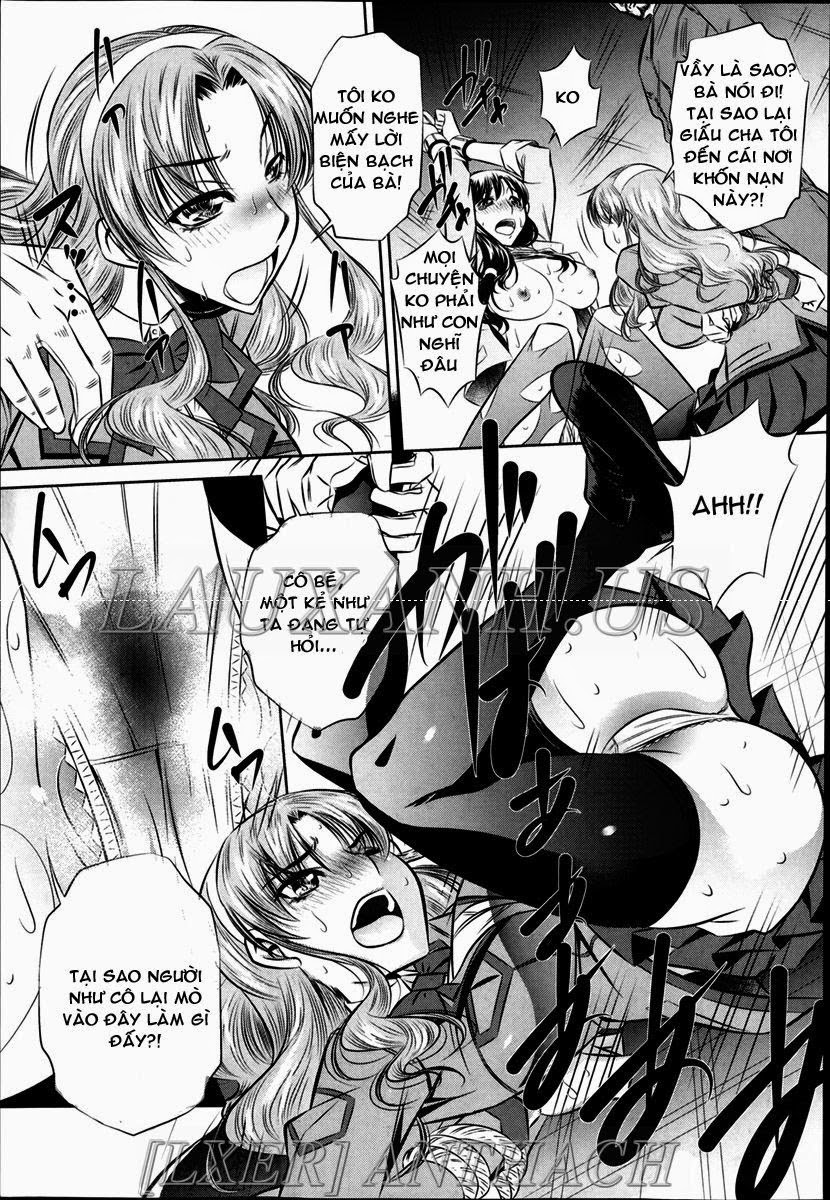 VẦY LÀ SAO?
BÀ NÓI ĐI!
TẠI SAO LẠI
GIẤU CHA TÔI
ĐẾN CÁI NƠI
KHỐN NẠN
NÀY?!
KO
MỌI
CHUYỆN
KO PHẢI
NHƯ CON
NGHĨ
ĐÂU
TÔI KO
MUỐN NGHE
MẤY LỜI
BIỆN BẠCH
CỦA BÀ!
AHH!!
CÔ BÉ,
MỘT KẺ NHƯ
TA ĐANG TỰ
HỎI...
LAUXANH.US
TẠI SAO NGƯỜI
NHƯ CÔ LẠI MÒ
VÀO ĐÂY LÀM GÌ
ĐẤY?!
[LXER] ANTHACH